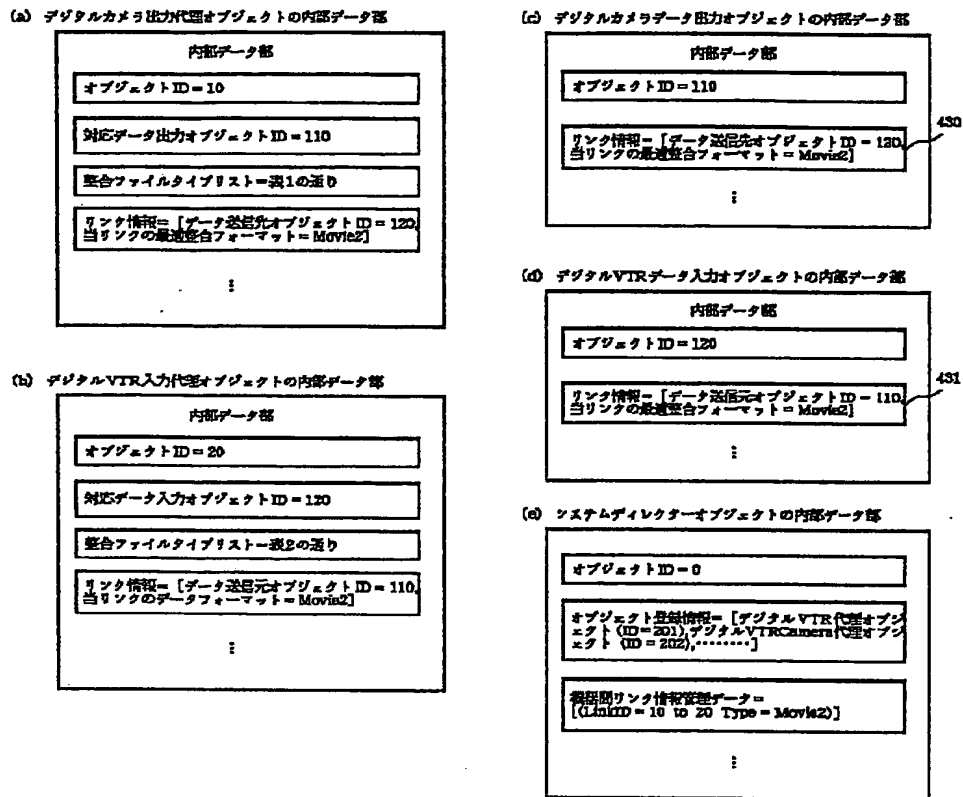 (a) デジタルカメラ出力代理オブジェクトの内部データ部
内部データ部
オブジェクトID=10
対応データ出力オブジェクトID=110
整合ファイルタイプリスト=表1の通り
リンク情報=[データ送信先オブジェクトID=120,
当リンクの最適整合フォーマット=Movie2]
⋮
(b) デジタルVTR入力代理オブジェクトの内部データ部
内部データ部
オブジェクトID=20
対応データ入力オブジェクトID=120
整合ファイルタイプリスト=表2の通り
リンク情報=[データ送信元オブジェクトID=110,
当リンクのデータフォーマット=Movie2]
⋮
(c) デジタルカメラデータ出力オブジェクトの内部データ部
内部データ部
オブジェクトID=110
430
リンク情報=[データ送信先オブジェクトID=120,
当リンクの最適整合フォーマット=Movie2]
⋮
(d) デジタルVTRデータ入力オブジェクトの内部データ部
内部データ部
オブジェクトID=120
431
リンク情報=[データ送信元オブジェクトID=110,
当リンクの最適整合フォーマット=Movie2]
⋮
(e) システムディレクターオブジェクトの内部データ部
オブジェクトID=0
オブジェクト登録情報=[デジタルVTR代理オブジ
ェクト(ID=201),デジタルVTRCamera代理オブジ
ェクト(ID=202),………]
機器間リンク情報管理データ=
[(LinkID=10 to 20 Type=Movie2)]
⋮